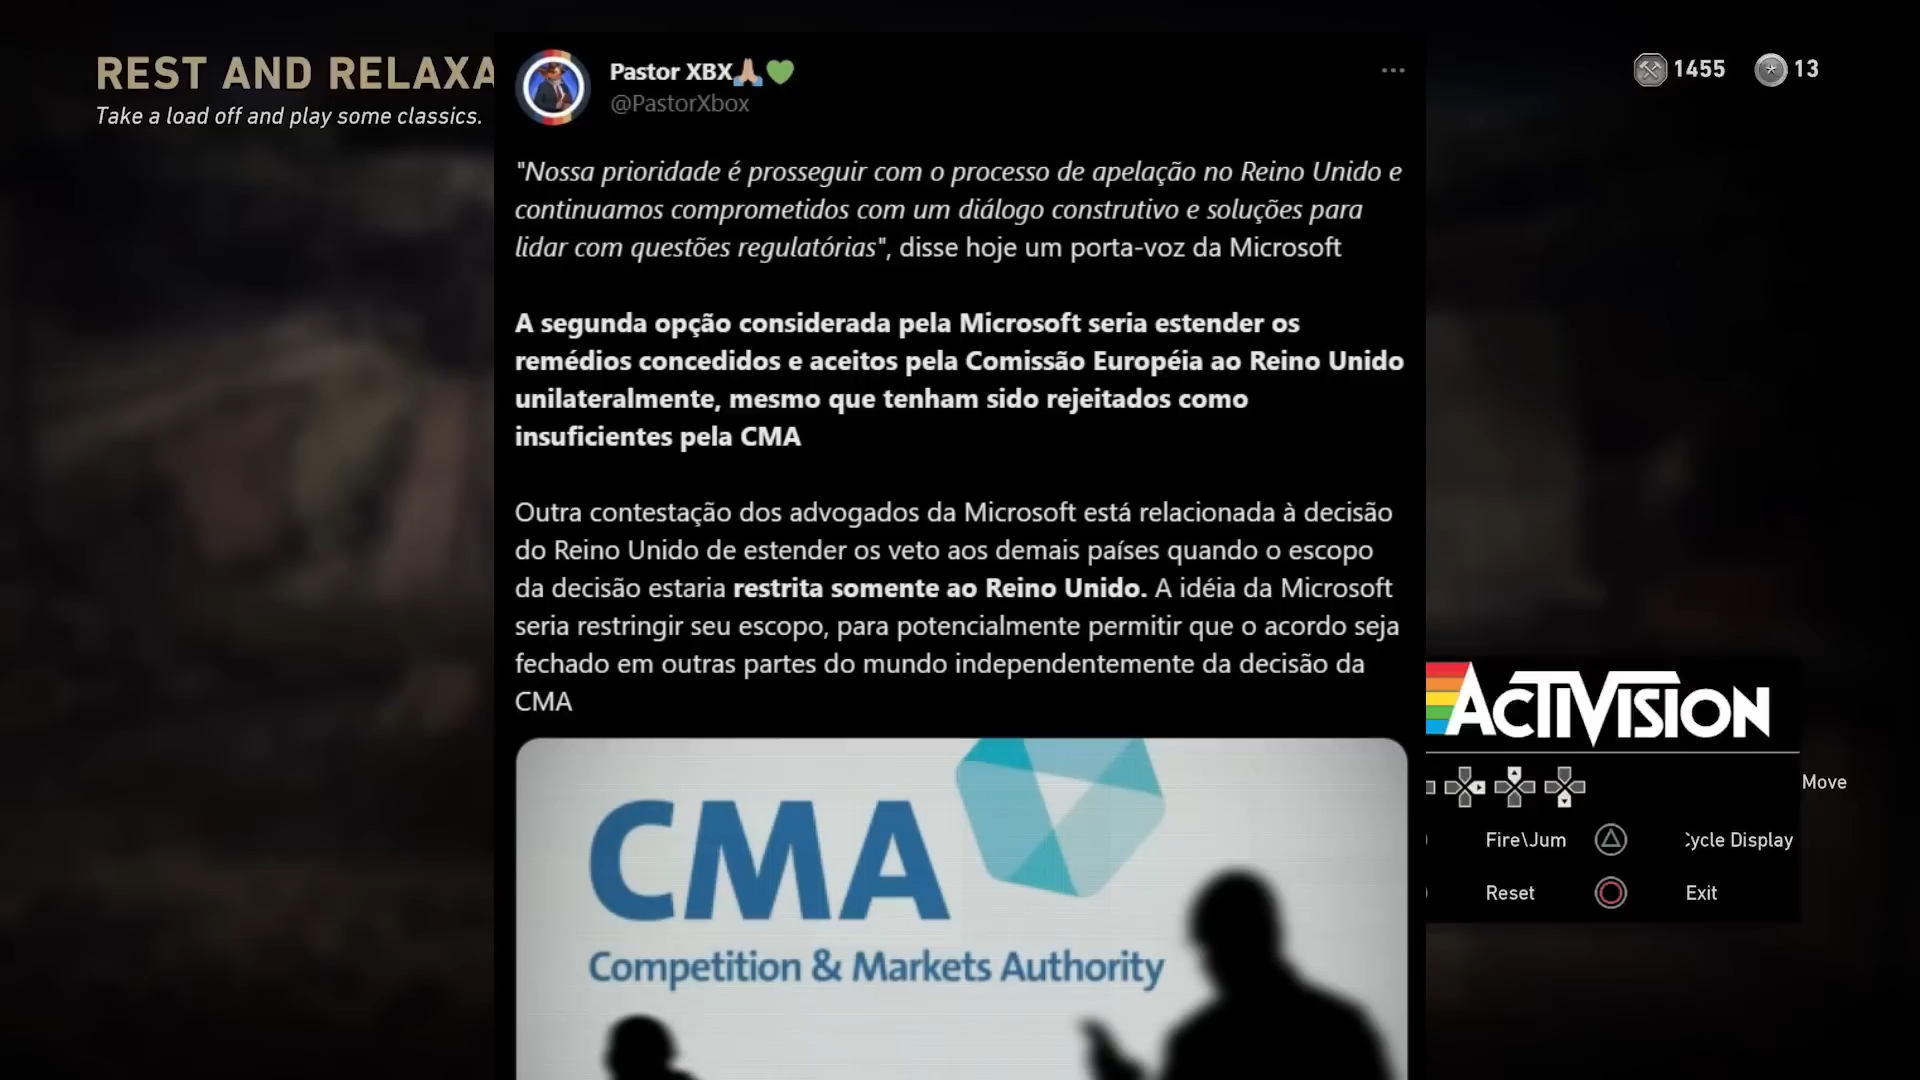 REST AND RELAXA
Take a load off and play some classics.
1455
13
Pastor XBX🙏🏼💚
@PastorXbox
"Nossa prioridade é prosseguir com o processo de apelação no Reino Unido e
continuamos comprometidos com um diálogo construtivo e soluções para
lidar com questões regulatórias", disse hoje um porta-voz da Microsoft
A segunda opção considerada pela Microsoft seria estender os
remédios concedidos e aceitos pela Comissão Européia ao Reino Unido
unilateralmente, mesmo que tenham sido rejeitados como
insuficientes pela CMA
Outra contestação dos advogados da Microsoft está relacionada à decisão
do Reino Unido de estender os veto aos demais países quando o escopo
da decisão estaria restrita somente ao Reino Unido. A idéia da Microsoft
seria restringir seu escopo, para potencialmente permitir que o acordo seja
fechado em outras partes do mundo independentemente da decisão da
CMA
CMA
Competition & Markets Authority
ACTIVISION
Move
Fire\Jum
Cycle Display
Reset
Exit